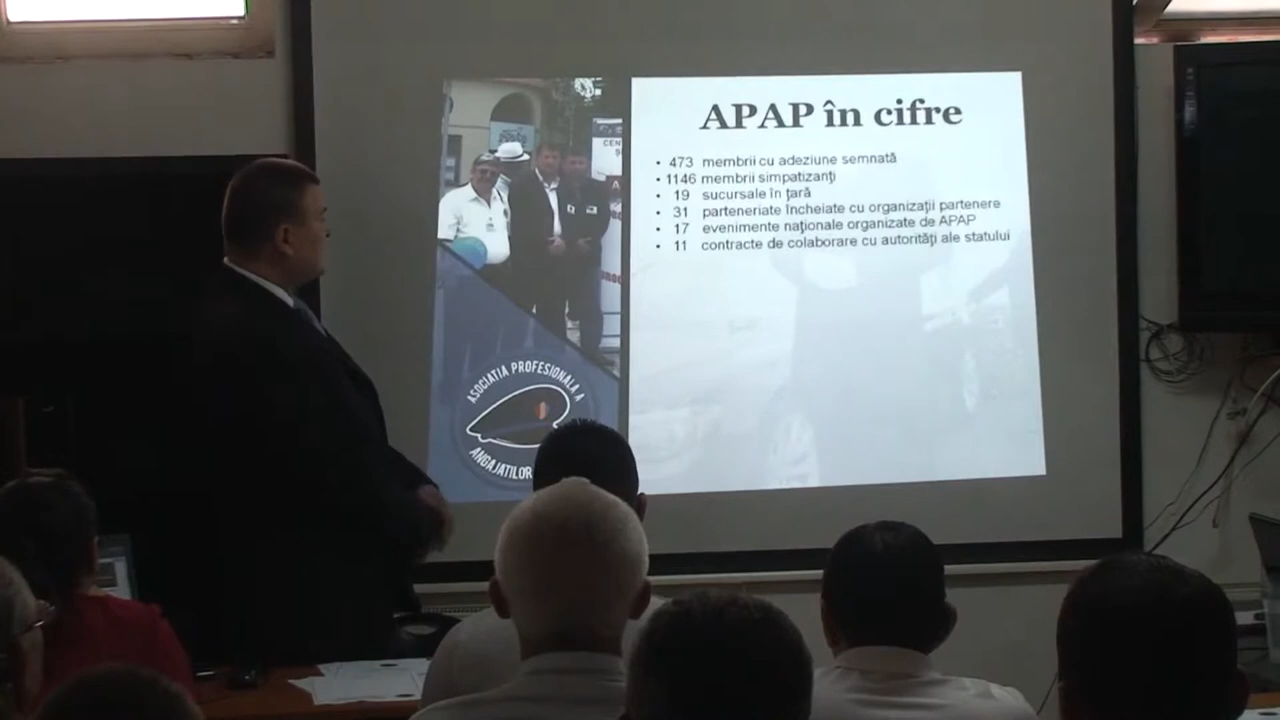 APAP în cifre
• 473 membrii cu adeziune semnată
• 1146 membrii simpatizanţi
• 19 sucursale în ţară
• 31 parteneriate încheiate cu organizaţii partenere
• 17 evenimente naţionale organizate de APAP
• 11 contracte de colaborare cu autorităţi ale statului
CEN
ASOCIATIA PROFESIONALA A
ANGAJATILOR